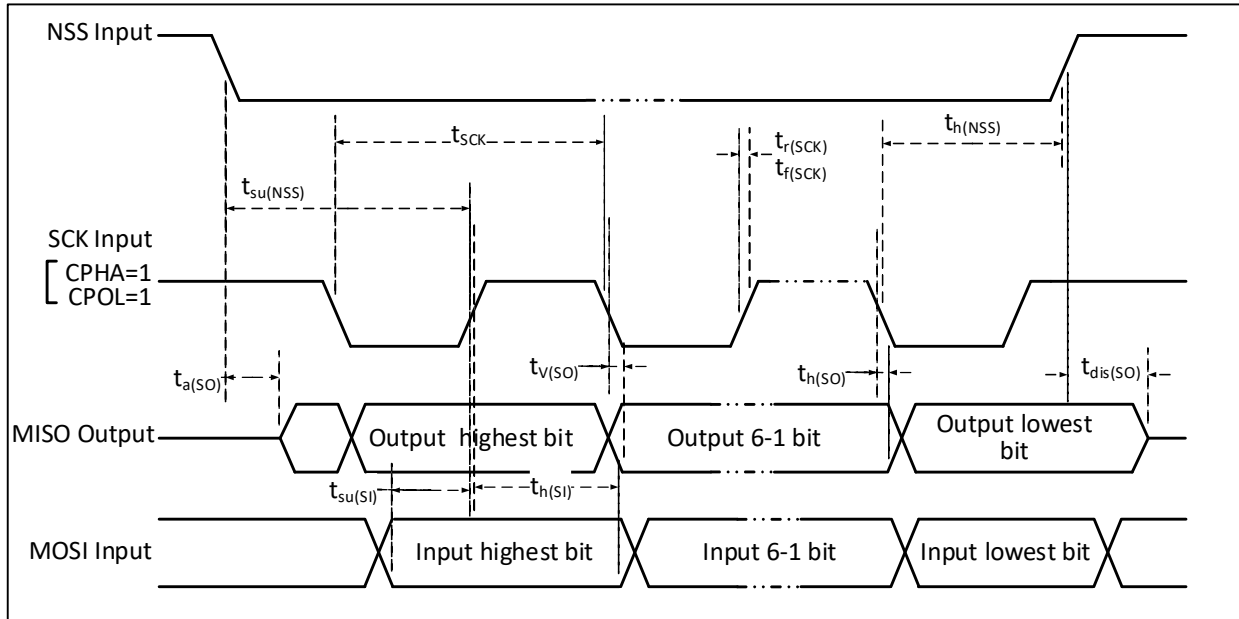 NSS Input
tSCK
th(NSS)
tr(SCK)
tf(SCK)
tsu(NSS)
SCK Input
CPHA=1
CPOL=1
ta(SO)
tV(SO)
th(SO)
tdis(SO)
MISO Output
Output highest bit
Output 6-1 bit
Output lowest
bit
tsu(SI)
th(SI)
MOSI Input
Input highest bit
Input 6-1 bit
Input lowest bit